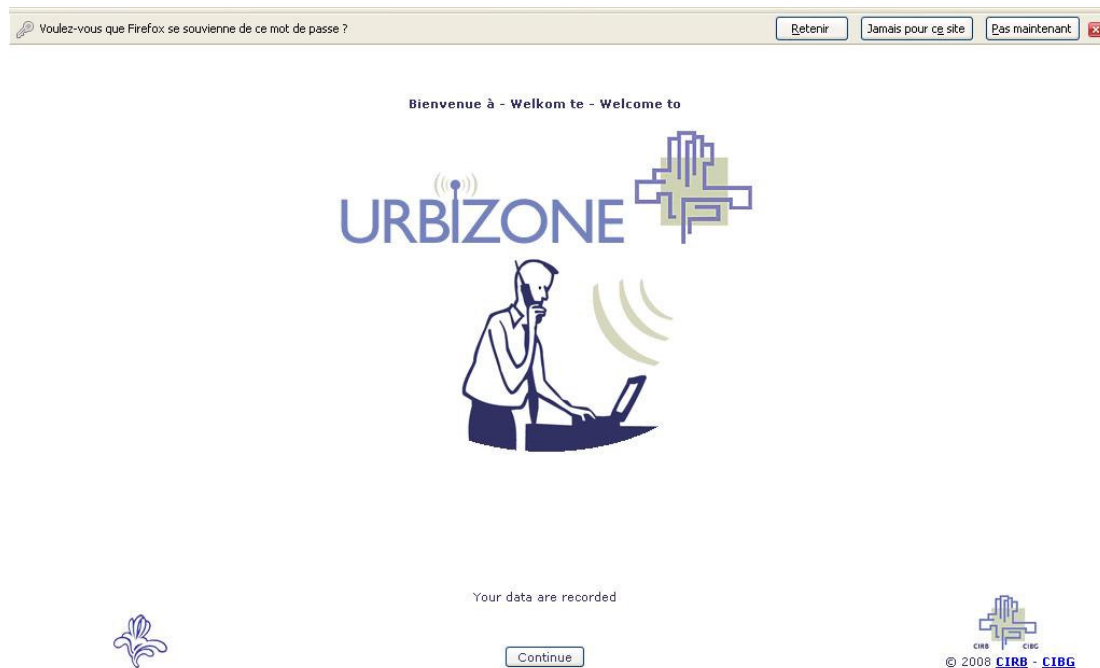 Voulez-vous que Firefox se souvienne de ce mot de passe ?
Retenir
Jamais pour ce site
Pas maintenant
Bienvenue à - Welkom te - Welcome to
URBIZONE
Your data are recorded
Continue
CIRB CIBG
© 2008 CIRB - CIBG